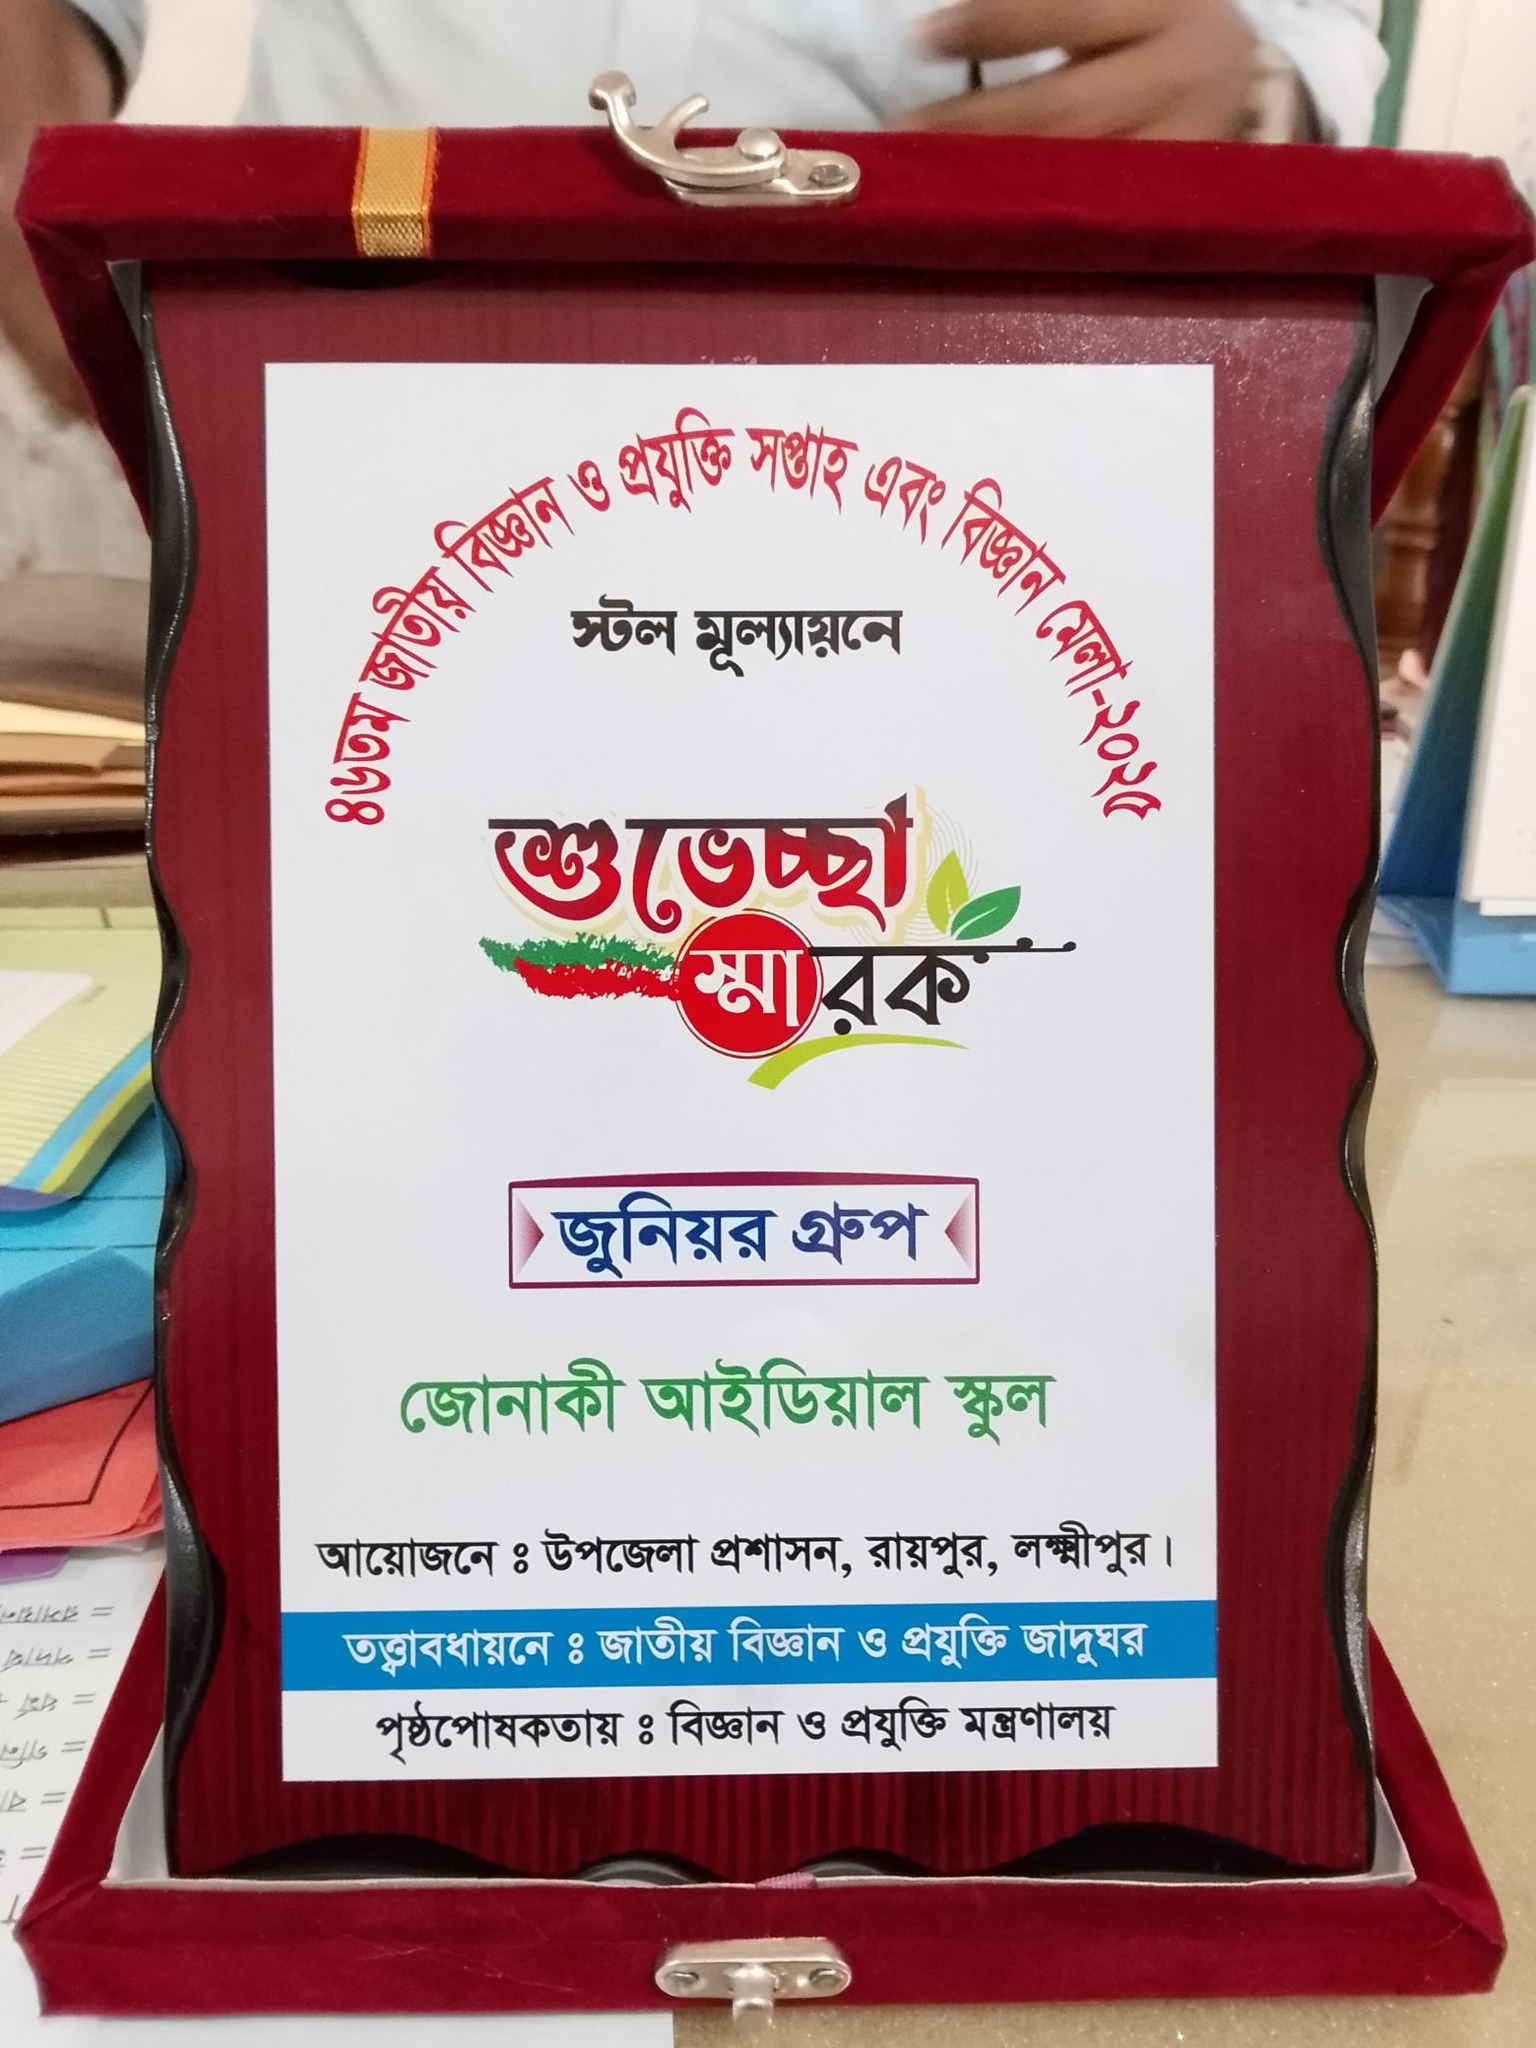 ৪৬তম জাতীয় বিজ্ঞান ও প্রযুক্তি সপ্তাহ এবং বিজ্ঞান মেলা-২০২৫
স্টল মূল্যায়নে
শুভেচ্ছা
স্মারক
জুনিয়র গ্রুপ
জোনাকী আইডিয়াল স্কুল
আয়োজনে ঃ উপজেলা প্রশাসন, রায়পুর, লক্ষ্মীপুর।
তত্ত্বাবধায়নে ঃ জাতীয় বিজ্ঞান ও প্রযুক্তি জাদুঘর
পৃষ্ঠপোষকতায় ঃ বিজ্ঞান ও প্রযুক্তি মন্ত্রণালয়